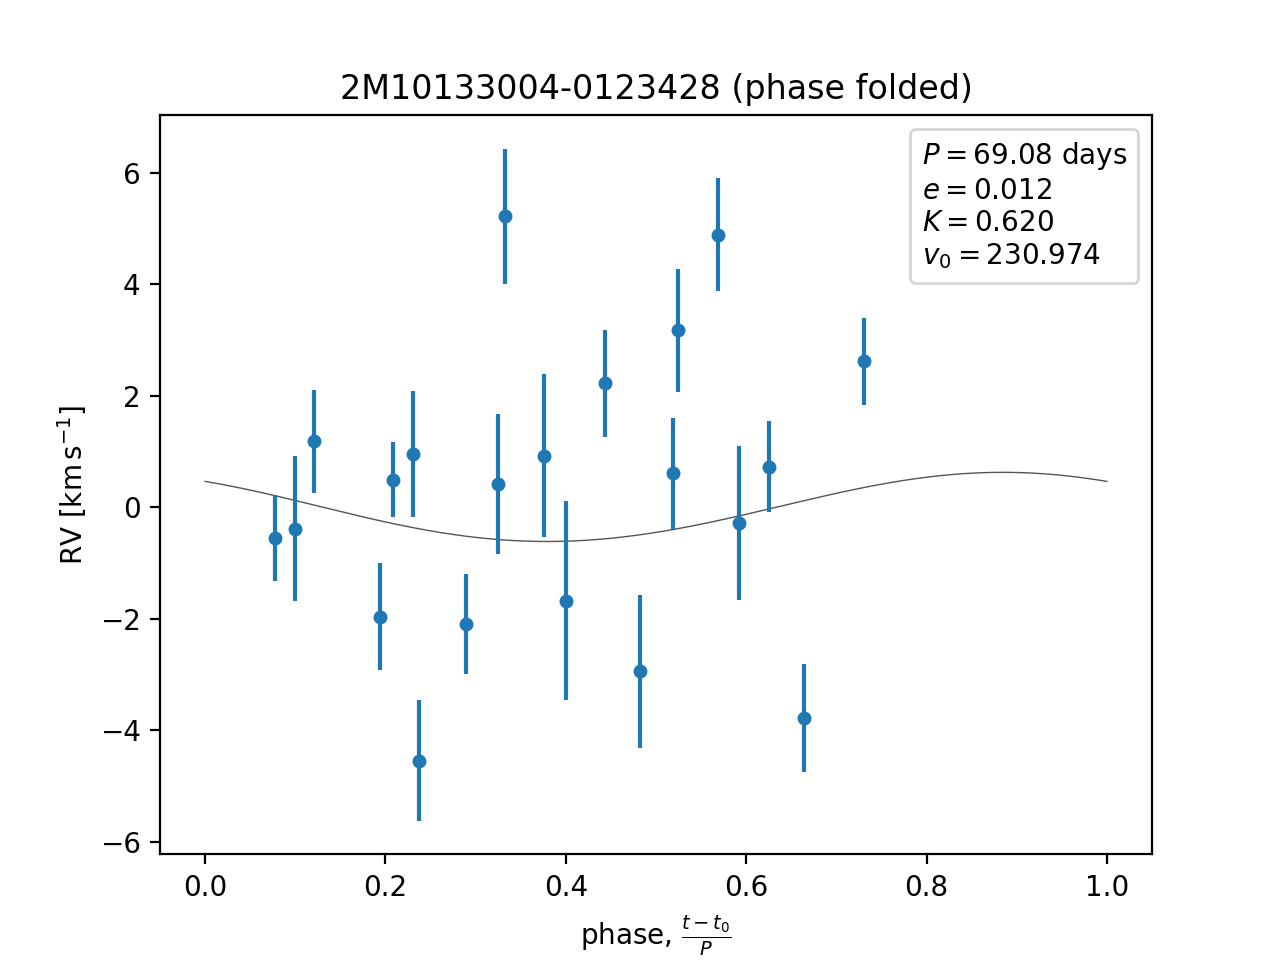 2M10133004-0123428 (phase folded)
P = 69.08 days
e = 0.012
K = 0.620
v₀ = 230.974
RV [km s⁻¹]
6
4
2
0
−2
−4
−6
0.0 0.2 0.4 0.6 0.8 1.0
phase, (t − t₀)/P